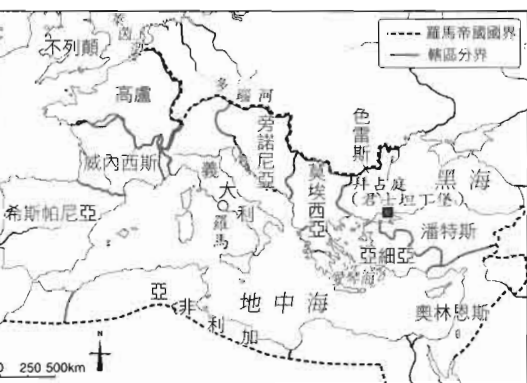 羅馬帝國國界
轄區分界
不列顛
萊茵河
高盧
多瑙河
威內西斯
旁諾尼亞
色雷斯
義大利
羅馬
莫埃西亞
拜占庭
(君士坦丁堡)
黑海
希斯帕尼亞
潘特斯
亞細亞
愛琴海
亞非利加
地中海
奧林恩斯
N
0 250 500km